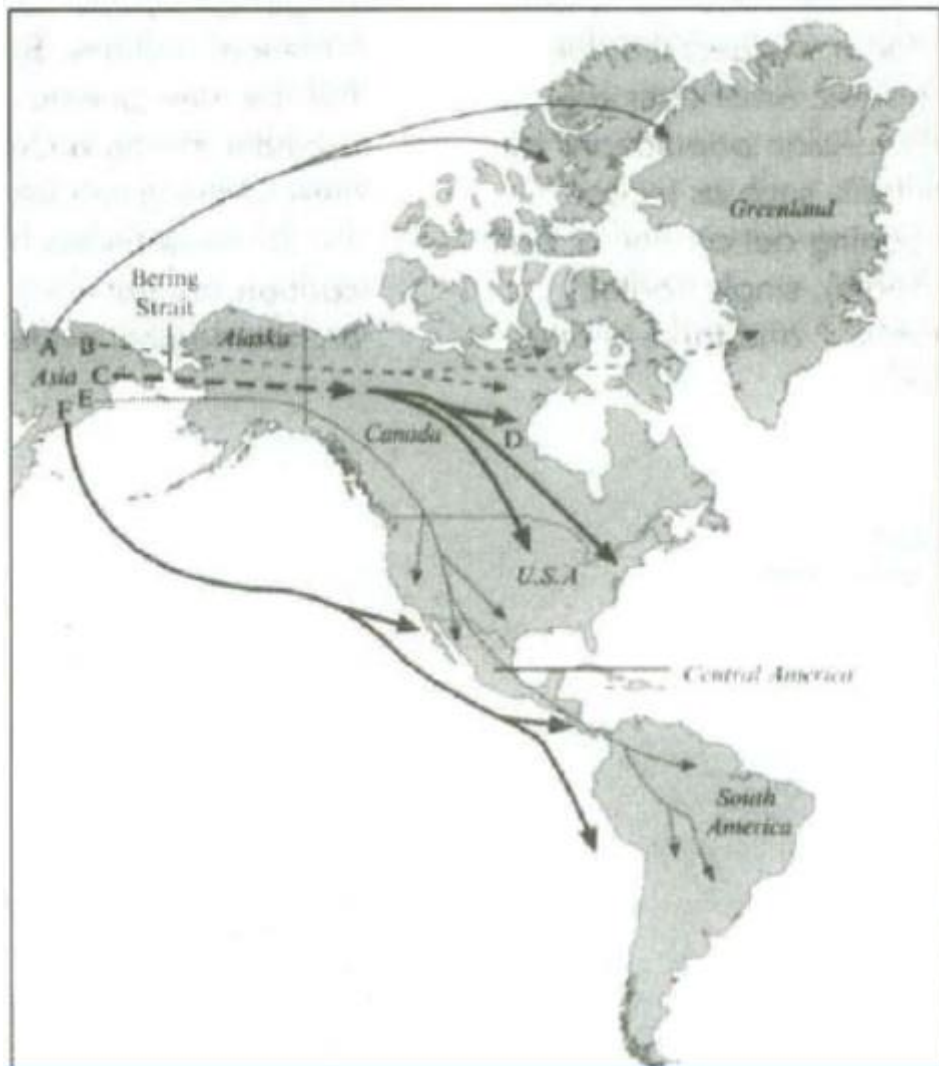 Greenland
Bering
Strait
A B
Alaska
Asia C
E
F
Canada
D
U.S.A
Central America
South
America